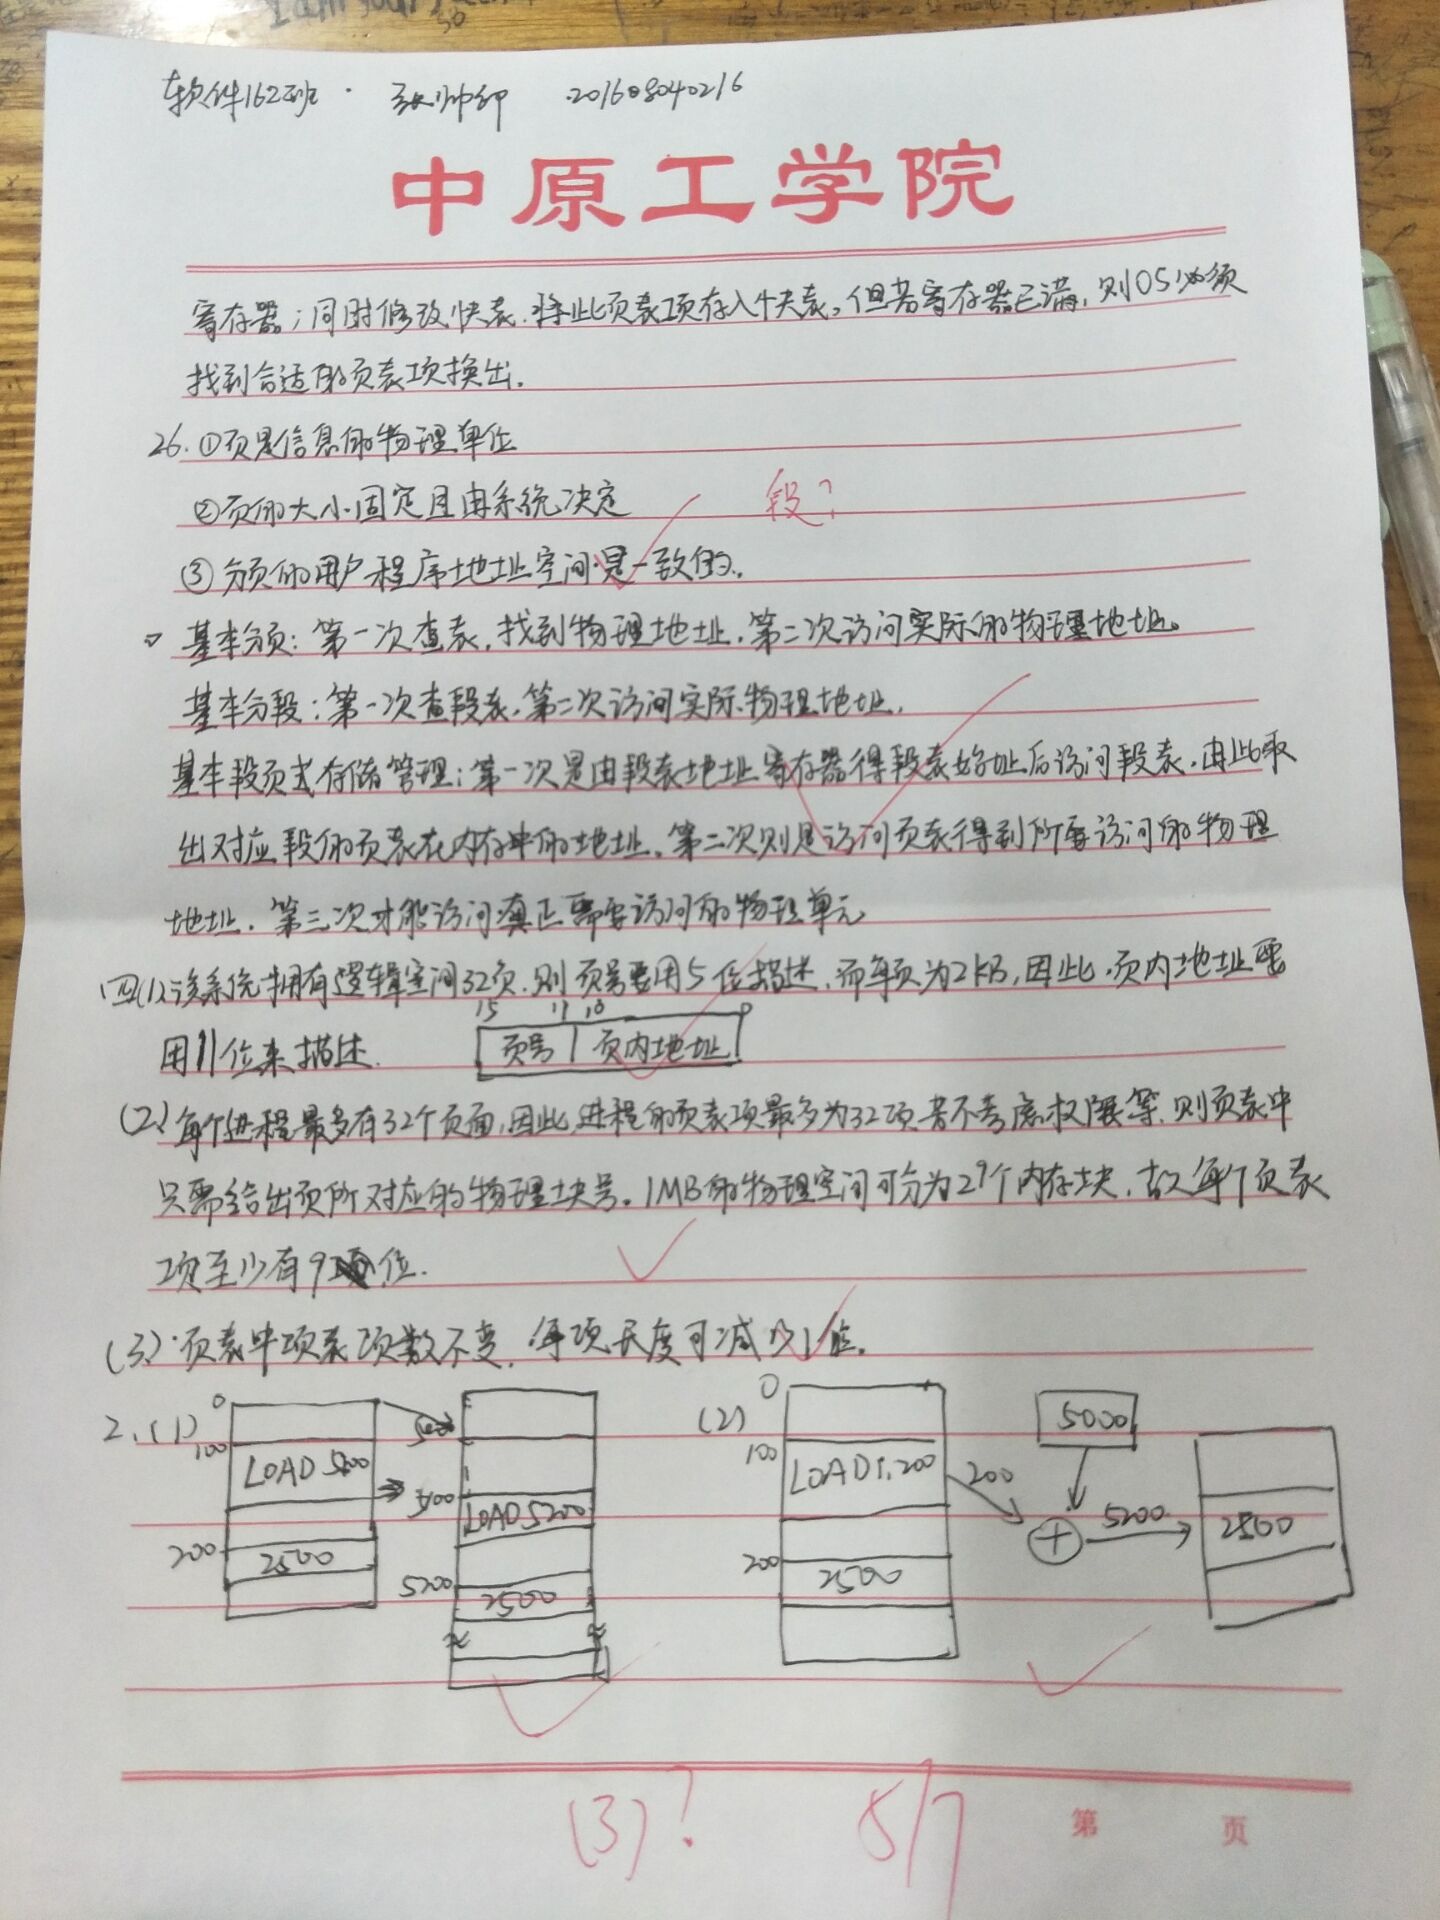 软件162班 · 帅 201608040216
中原工学院
寄存器;同时修改快表.将此页表项存入快表。但若寄存器已满,则OS必须
找到合适的页表项换出.
26.①页是信息的物理单位
②页的大小固定且由系统决定 段?
③分页的用户程序地址空间是一致的.
基本分页:第一次查表,找到物理地址.第二次访问实际的物理地址。
基本分段:第一次查段表.第二次访问实际物理地址.
基本段页式存储管理:第一次是由段表地址寄存器得段表始址后访问段表.由此取
出对应段的页表在内存中的地址.第二次则是访问页表得到所要访问的物理
地址.第三次才能访问真正需要访问的物理单元
四(1)该系统拥有逻辑空间32页.则页号要用5位描述.而每页为2KB,因此.页内地址要
15 11 10 0
用11位来描述. 页号 页内地址
(2)每个进程最多有32个页面,因此,进程的页表项最多为32项若不考虑权限等.则页表中
只需给出页所对应的物理块号。1MB的物理空间可分为2⁹个内存块.故每个页表
项至少有9位.
(3)页表中项表项数不变,每项长度可减少1位。
2.(1) 0 100 LOAD 5200 200 2500
500 LOAD5200 5200 2500
(2) 0 100 LOAD1.200 200 2500
200 5000 + 5200 2500
(3)? 5/7
第 页